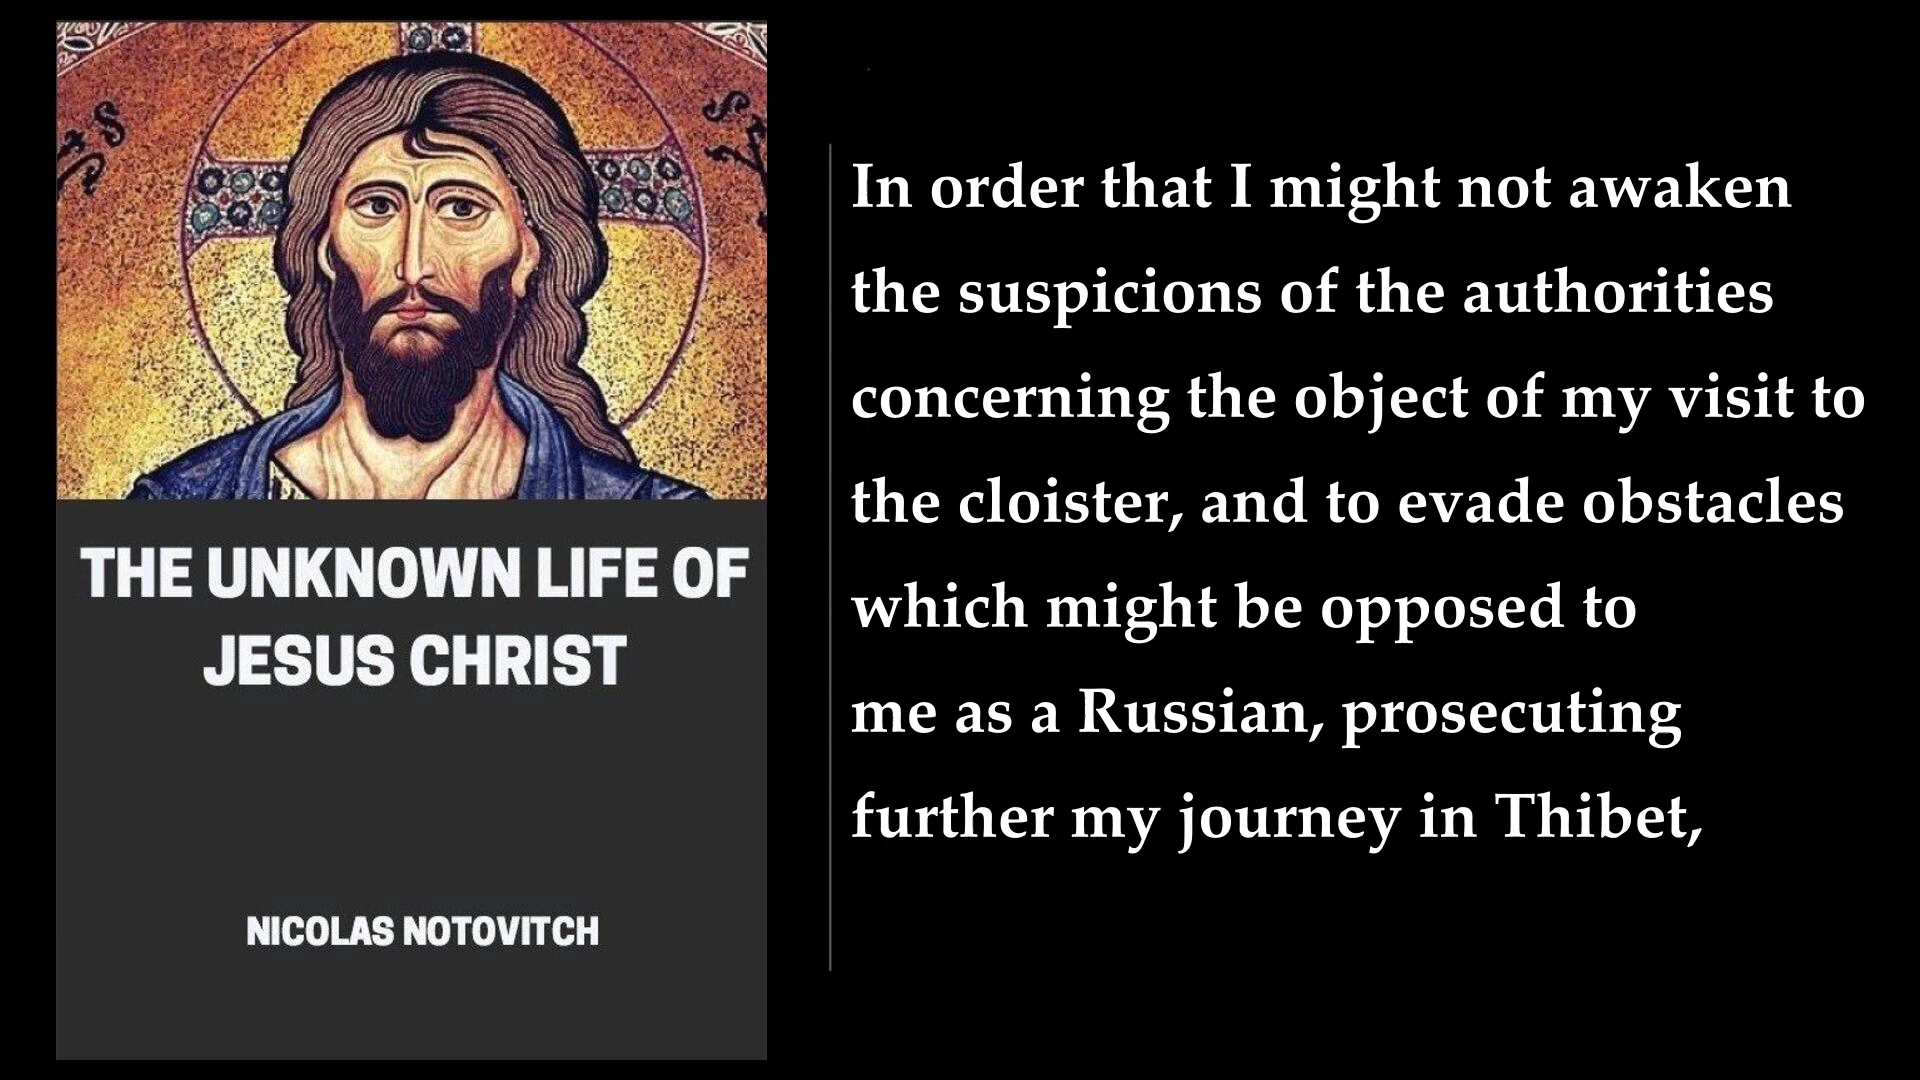 THE UNKNOWN LIFE OF
JESUS CHRIST
NICOLAS NOTOVITCH
In order that I might not awaken
the suspicions of the authorities
concerning the object of my visit to
the cloister, and to evade obstacles
which might be opposed to
me as a Russian, prosecuting
further my journey in Thibet,